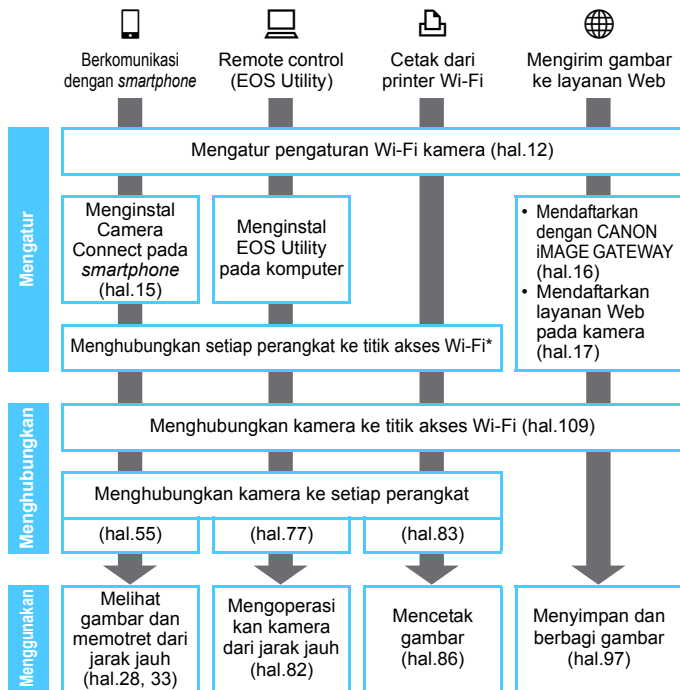 Berkomunikasi
dengan smartphone
Remote control
(EOS Utility)
Cetak dari
printer Wi-Fi
Mengirim gambar
ke layanan Web
Mengatur
Mengatur pengaturan Wi-Fi kamera (hal.12)
Menginstal
Camera
Connect pada
smartphone
(hal.15)
Menginstal
EOS Utility
pada komputer
• Mendaftarkan
dengan CANON
iMAGE GATEWAY
(hal.16)
• Mendaftarkan
layanan Web
pada kamera
(hal.17)
Menghubungkan setiap perangkat ke titik akses Wi-Fi*
Menghubungkan
Menghubungkan kamera ke titik akses Wi-Fi (hal.109)
Menghubungkan kamera ke setiap perangkat
(hal.55)
(hal.77)
(hal.83)
Menggunakan
Melihat
gambar dan
memotret dari
jarak jauh
(hal.28, 33)
Mengoperasi
kan kamera
dari jarak jauh
(hal.82)
Mencetak
gambar
(hal.86)
Menyimpan dan
berbagi gambar
(hal.97)